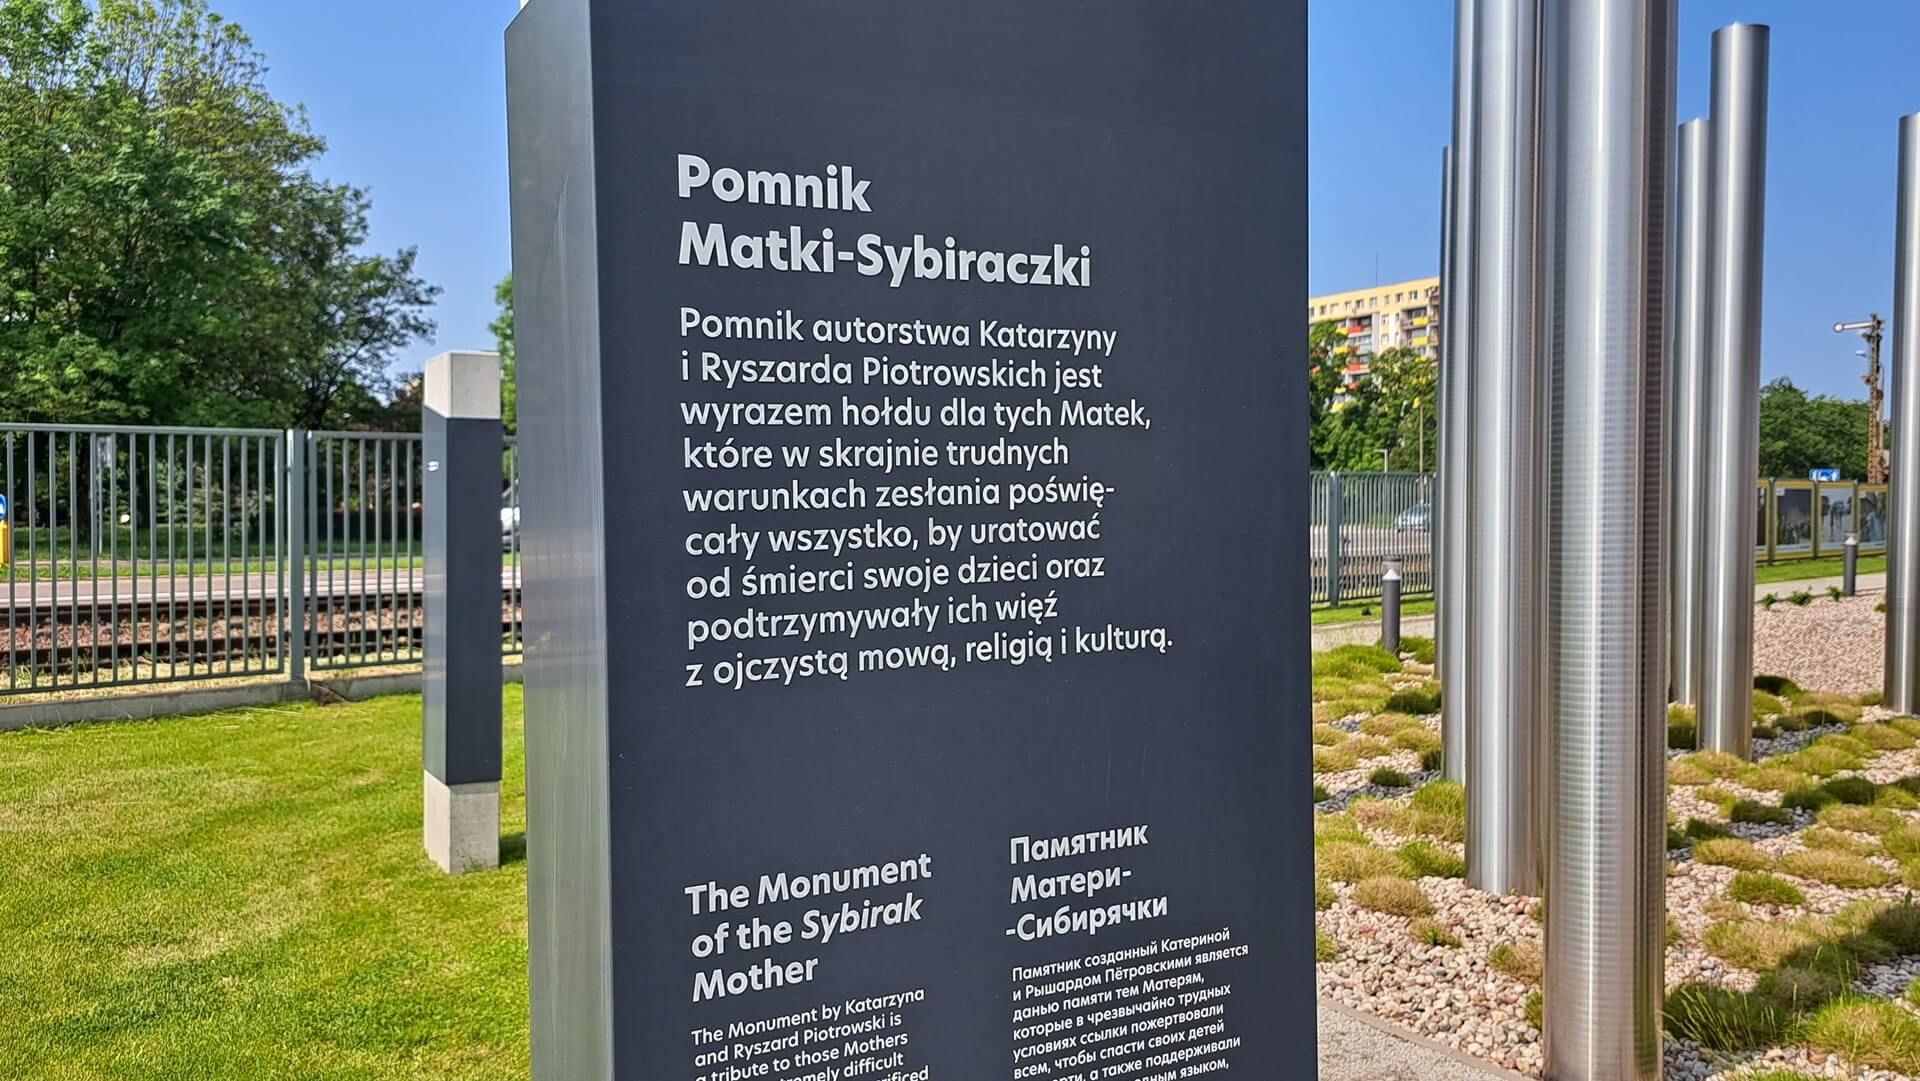 Pomnik
Matki-Sybiraczki
Pomnik autorstwa Katarzyny
i Ryszarda Piotrowskich jest
wyrazem hołdu dla tych Matek,
które w skrajnie trudnych
warunkach zesłania poświę-
cały wszystko, by uratować
od śmierci swoje dzieci oraz
podtrzymywały ich więź
z ojczystą mową, religią i kulturą.
The Monument
of the Sybirak
Mother
The Monument by Katarzyna
and Ryszard Piotrowski is
a tribute to those Mothers
difficult
Памятник
Матери-
-Сибирячки
Памятник созданный Катериной
и Рышардом Пётровскими является
данью памяти тем Матерям,
которые в чрезвычайно трудных
условиях ссылки пожертвовали
всем, чтобы спасти своих детей
а также поддерживали
языком,